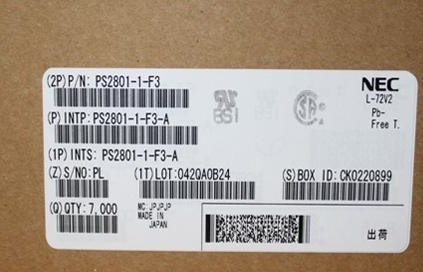 (2P)P/N: PS2801-1-F3
NEC
L-72V2
Pb-
Free T.
(P) INTP: PS2801-1-F3-A
(1P) INTS: PS2801-1-F3-A
(Z) S/NO: PL
(1T) LOT: 042QA0B24
(S) BOX ID: CK0220899
(Q) QTY: 7,000
MC: JPJPJP
MADE IN
JAPAN
出荷